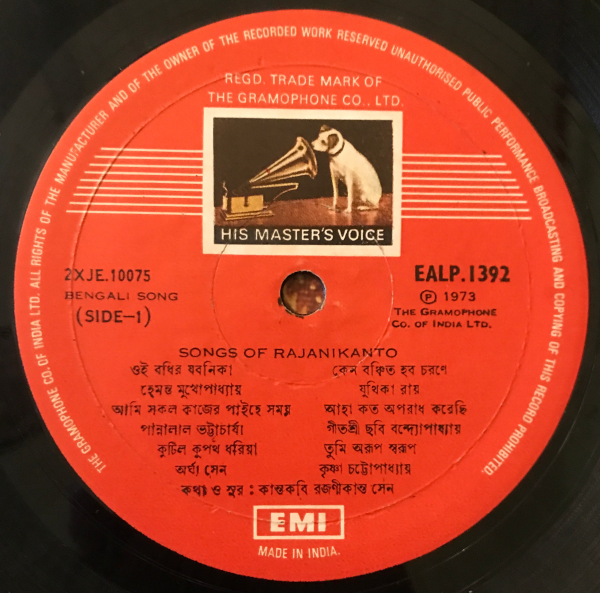 THE GRAMOPHONE CO. OF INDIA LTD. ALL RIGHTS OF THE MANUFACTURER AND OF THE OWNER OF THE RECORDED WORK RESERVED UNAUTHORISED PUBLIC PERFORMANCE BROADCASTING AND COPYING OF THIS RECORD PROHIBITED.
REGD. TRADE MARK OF
THE GRAMOPHONE CO., LTD.
HIS MASTER'S VOICE
2XJE.10075
BENGALI SONG
(SIDE-1)
EALP.1392
Ⓟ 1973
THE GRAMOPHONE
CO. OF INDIA LTD.
SONGS OF RAJANIKANTO
ওই বধির যবনিকা
হেমন্ত মুখোপাধ্যায়
আমি সকল কাজের পাইহে সময়
পান্নালাল ভট্টাচার্য্য
কুটিল কুপথ ধরিয়া
অর্ঘ্য সেন
কেন বঞ্চিত হব চরণে
যূথিকা রায়
আহা কত অপরাধ করেছি
গীতশ্রী ছবি বন্দ্যোপাধ্যায়
তুমি অরূপ স্বরূপ
কৃষ্ণা চট্টোপাধ্যায়
কথা ও সুর : কান্তকবি রজণীকান্ত সেন
EMI
MADE IN INDIA.